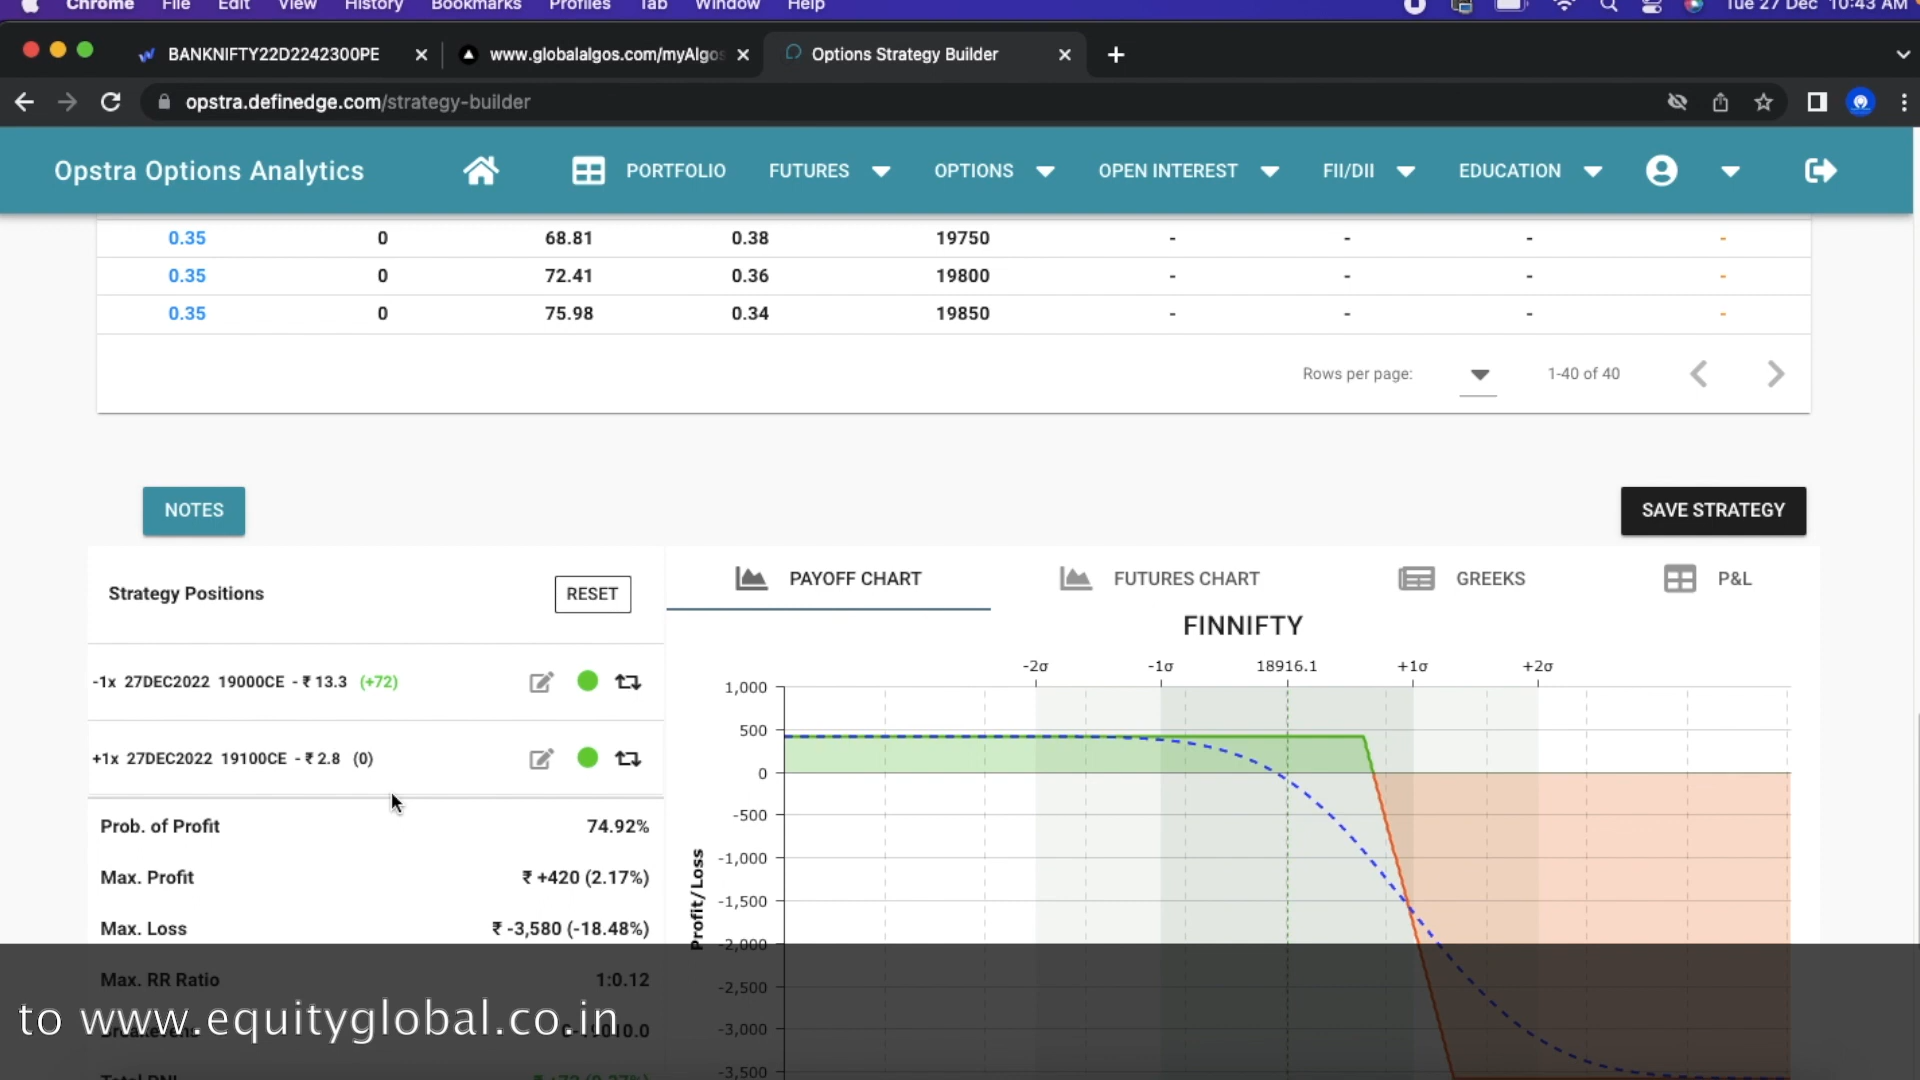 Chrome File Edit View History Bookmarks Profiles Tab Window Help Tue 27 Dec 10:43 AM
BANKNIFTY22D2242300PE www.globalalgos.com/myAlgos Options Strategy Builder
opstra.definedge.com/strategy-builder
Opstra Options Analytics PORTFOLIO FUTURES OPTIONS OPEN INTEREST FII/DII EDUCATION
0.35 0 68.81 0.38 19750 - - - -
0.35 0 72.41 0.36 19800 - - - -
0.35 0 75.98 0.34 19850 - - - -
Rows per page: 1-40 of 40
NOTES SAVE STRATEGY
Strategy Positions RESET
-1x 27DEC2022 19000CE - ₹ 13.3 (+72)
+1x 27DEC2022 19100CE - ₹ 2.8 (0)
Prob. of Profit 74.92%
Max. Profit ₹ +420 (2.17%)
Max. Loss ₹ -3,580 (-18.48%)
Max. RR Ratio 1:0.12
PAYOFF CHART FUTURES CHART GREEKS P&L
FINNIFTY
-2σ -1σ 18916.1 +1σ +2σ
1,000
500
0
-500
-1,000
-1,500
-2,000
-2,500
-3,000
-3,500
Profit/Loss
to www.equityglobal.co.in